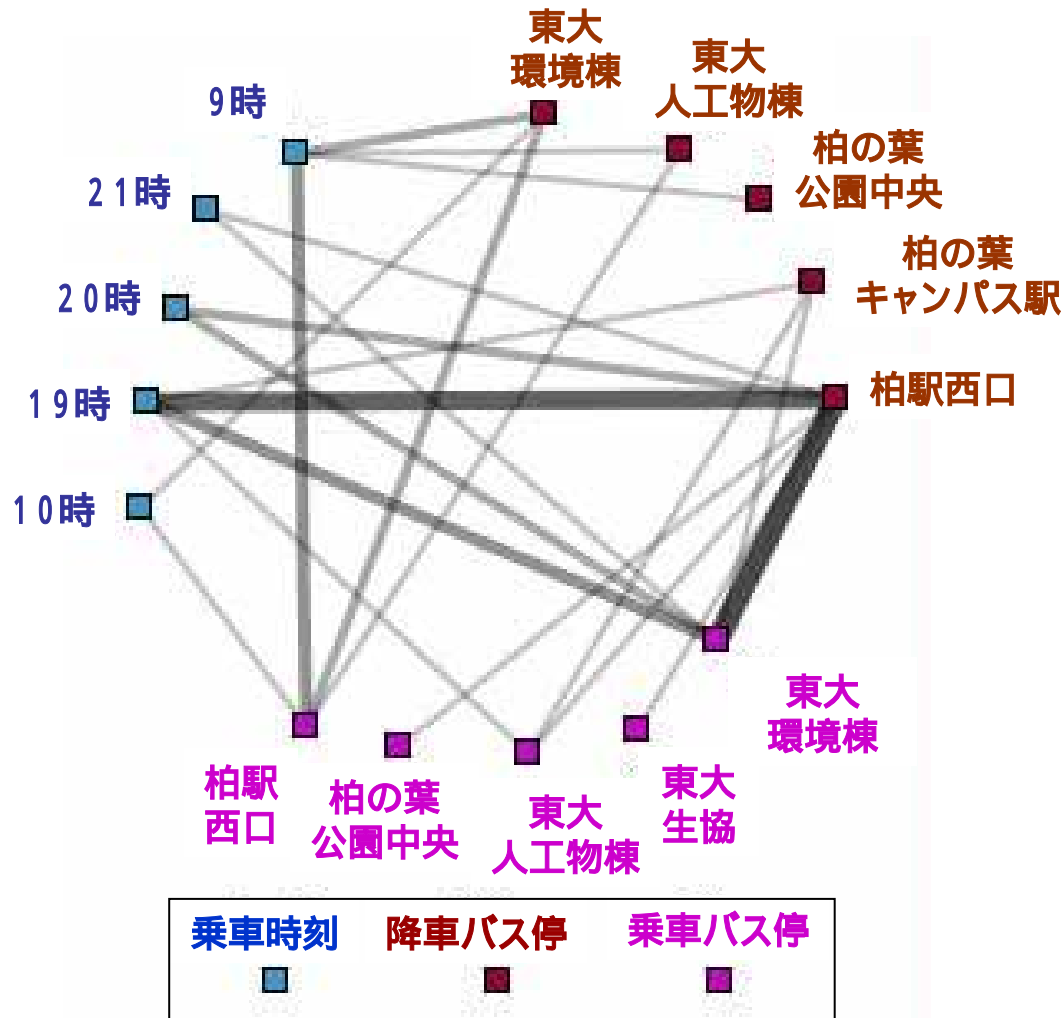 東大
環境棟
東大
人工物棟
9時
柏の葉
公園中央
21時
柏の葉
キャンパス駅
20時
19時
柏駅西口
10時
東大
環境棟
柏駅
西口
柏の葉
公園中央
東大
人工物棟
東大
生協
乗車時刻
降車バス停
乗車バス停